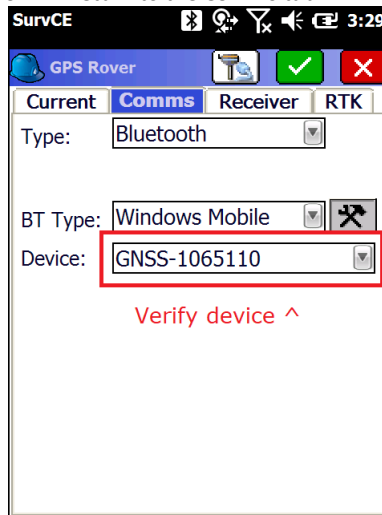 SurvCE 3:29
GPS Rover
Current Comms Receiver RTK
Type: Bluetooth
BT Type: Windows Mobile
Device: GNSS-1065110
Verify device ^